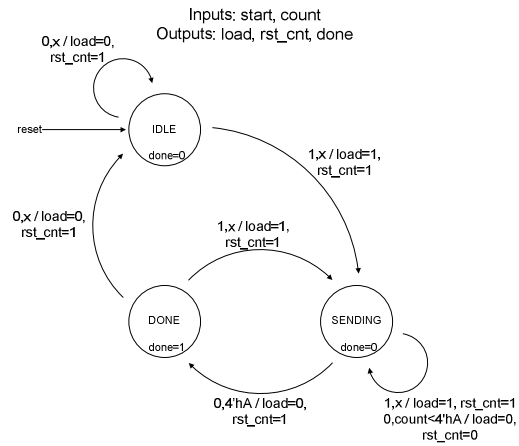 Inputs: start, count
Outputs: load, rst_cnt, done
0,x / load=0,
rst_cnt=1
reset
IDLE
done=0
1,x / load=1,
rst_cnt=1
0,x / load=0,
rst_cnt=1
1,x / load=1,
rst_cnt=1
DONE
done=1
SENDING
done=0
0,4'hA / load=0,
rst_cnt=1
1,x / load=1, rst_cnt=1
0,count<4'hA / load=0,
rst_cnt=0